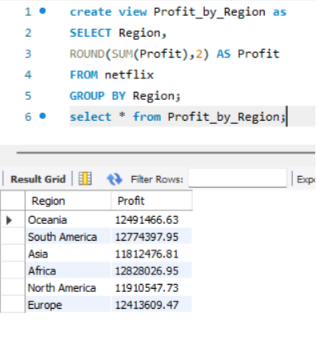 1 create view Profit_by_Region as
2 SELECT Region,
3 ROUND(SUM(Profit),2) AS Profit
4 FROM netflix
5 GROUP BY Region;
6 select * from Profit_by_Region;
Result Grid Filter Rows: Expo
Region Profit
Oceania 12491466.63
South America 12774397.95
Asia 11812476.81
Africa 12828026.95
North America 11910547.73
Europe 12413609.47